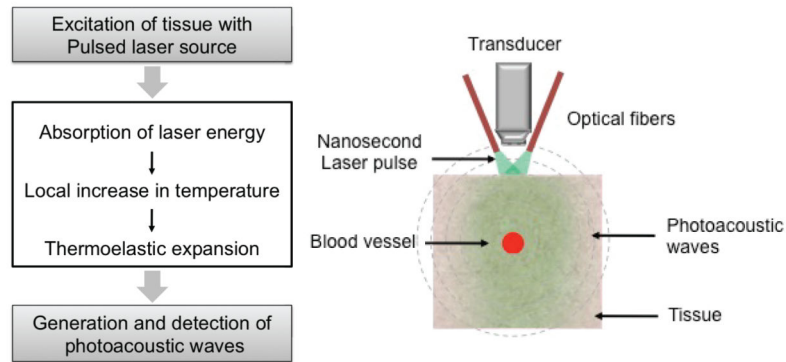 Excitation of tissue with
Pulsed laser source
Absorption of laser energy
Local increase in temperature
Thermoelastic expansion
Generation and detection of
photoacoustic waves
Transducer
Optical fibers
Nanosecond
Laser pulse
Blood vessel
Photoacoustic
waves
Tissue